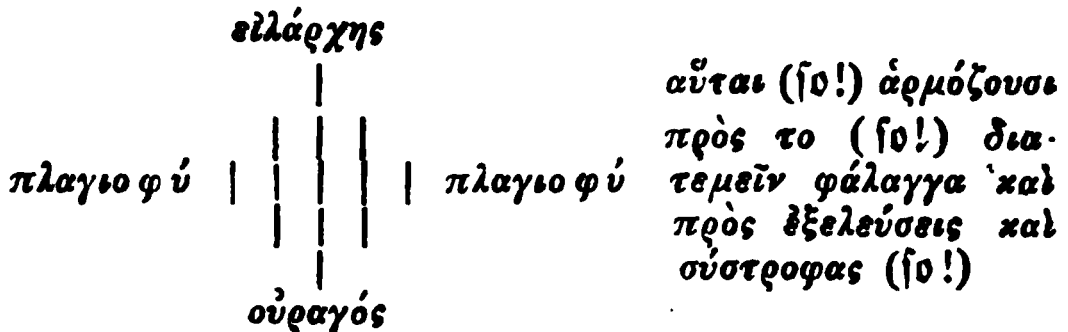 εἰλάρχης
αὗται (ſo!) ἁρμόζουσι
πρὸς το (ſo!) δια-
πλαγιοφύ πλαγιοφύ τεμεῖν φάλαγγα καὶ
πρὸς ἐξελεύσεις καὶ
σύστροφας (ſo!)
οὐραγός